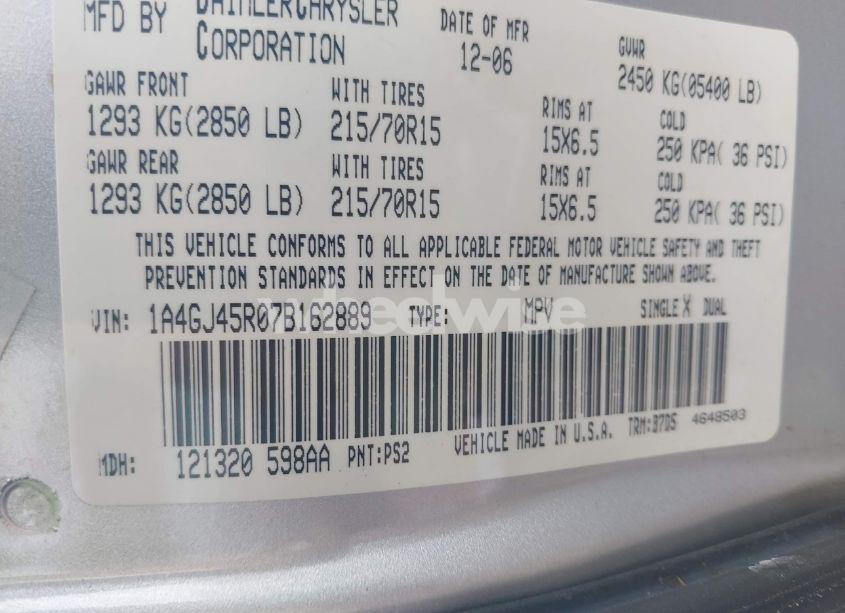 MFD BY DAIMLERCHRYSLER CORPORATION
DATE OF MFR 12-06
GVWR 2450 KG(05400 LB)
GAWR FRONT WITH TIRES RIMS AT COLD
1293 KG(2850 LB) 215/70R15 15X6.5 250 KPA( 36 PSI)
GAWR REAR WITH TIRES RIMS AT COLD
1293 KG(2850 LB) 215/70R15 15X6.5 250 KPA( 36 PSI)
THIS VEHICLE CONFORMS TO ALL APPLICABLE FEDERAL MOTOR VEHICLE SAFETY AND THEFT
PREVENTION STANDARDS IN EFFECT ON THE DATE OF MANUFACTURE SHOWN ABOVE.
VIN: 1A4GJ45R07B162889 TYPE: MPV SINGLE X DUAL
wheedwise
MDH: 121320 598AA PNT:PS2 VEHICLE MADE IN U.S.A. TRM:B7D5 4648503